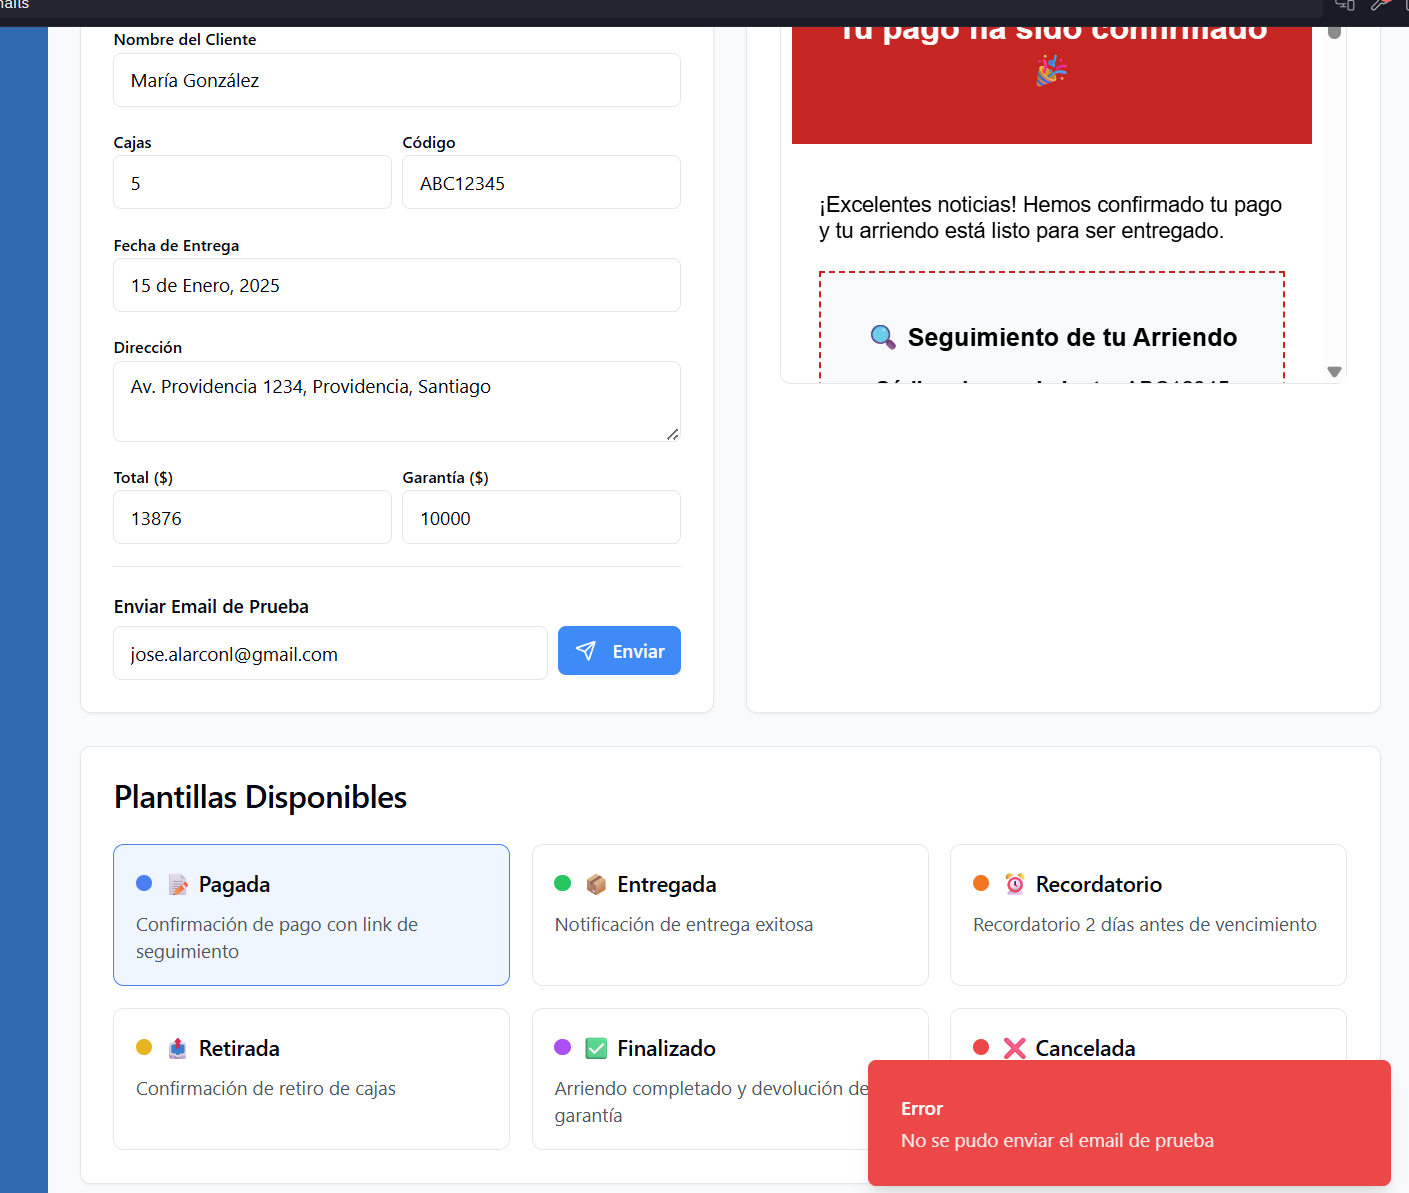 Nombre del Cliente
María González
Cajas
Código
5
ABC12345
Fecha de Entrega
15 de Enero, 2025
Dirección
Av. Providencia 1234, Providencia, Santiago
Total ($)
Garantía ($)
13876
10000
Enviar Email de Prueba
jose.alarconl@gmail.com
Enviar
Tu pago ha sido confirmado
🎉
¡Excelentes noticias! Hemos confirmado tu pago
y tu arriendo está listo para ser entregado.
🔍 Seguimiento de tu Arriendo
Plantillas Disponibles
📝 Pagada
Confirmación de pago con link de
seguimiento
📦 Entregada
Notificación de entrega exitosa
⏰ Recordatorio
Recordatorio 2 días antes de vencimiento
📤 Retirada
Confirmación de retiro de cajas
✅ Finalizado
Arriendo completado y devolución de
garantía
❌ Cancelada
Error
No se pudo enviar el email de prueba